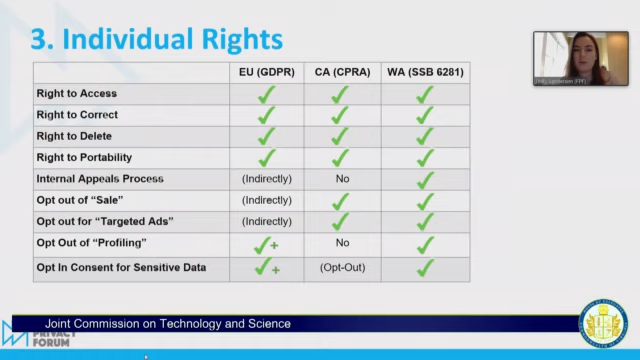 3. Individual Rights
EU (GDPR) CA (CPRA) WA (SSB 6281)
Right to Access
Right to Correct
Right to Delete
Right to Portability
Internal Appeals Process (Indirectly) No
Opt out of “Sale” (Indirectly)
Opt out for “Targeted Ads” (Indirectly)
Opt Out of “Profiling” + No
Opt In Consent for Sensitive Data + (Opt-Out)
Joint Commission on Technology and Science
PRIVACY
FORUM
(FPF)